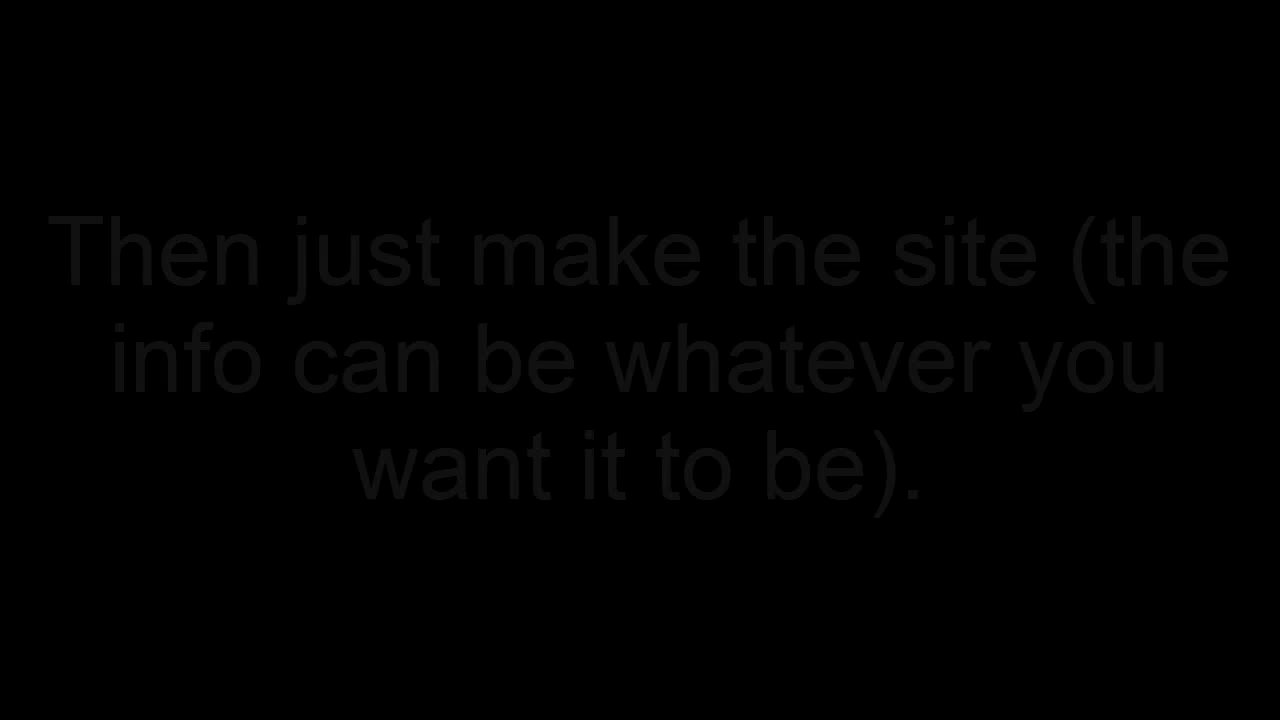 Then just make the site (the
info can be whatever you
want it to be).